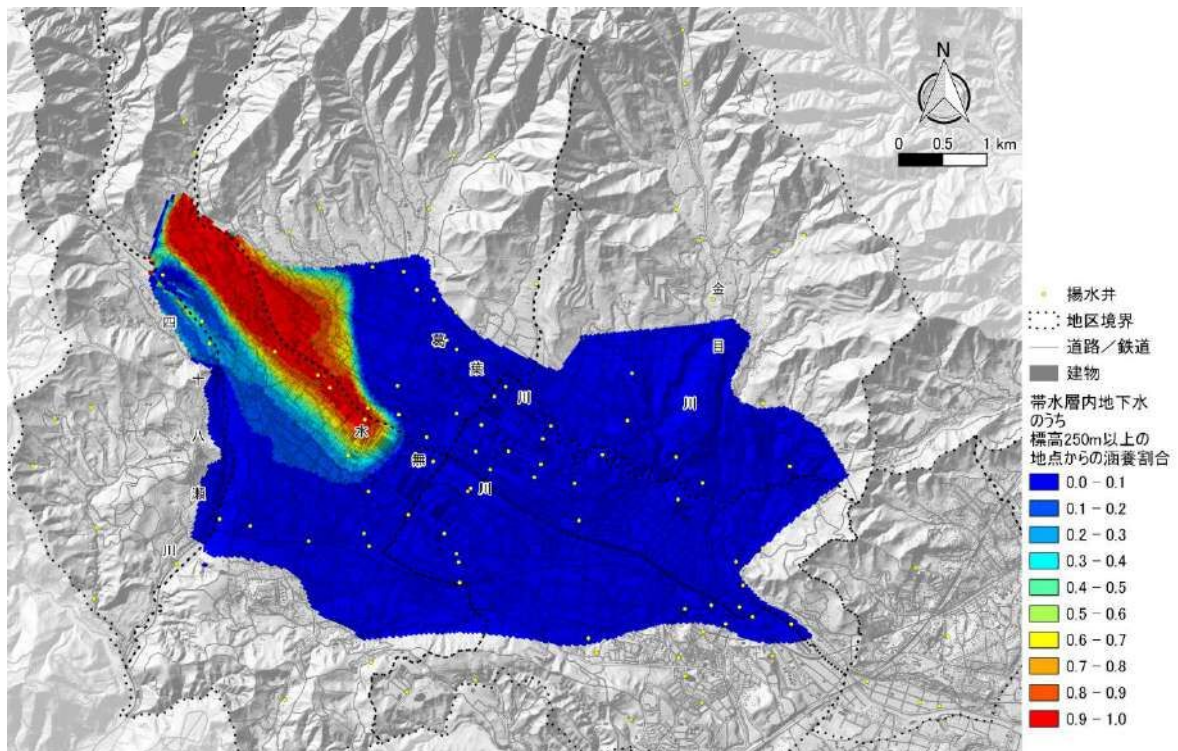 N
0 0.5 1 km
金
目
川
四
十
八
瀬
川
葛
葉
川
水
無
川
揚水井
地区境界
道路／鉄道
建物
帯水層内地下水
のうち
標高250m以上の
地点からの涵養割合
0.0－0.1
0.1－0.2
0.2－0.3
0.3－0.4
0.4－0.5
0.5－0.6
0.6－0.7
0.7－0.8
0.8－0.9
0.9－1.0